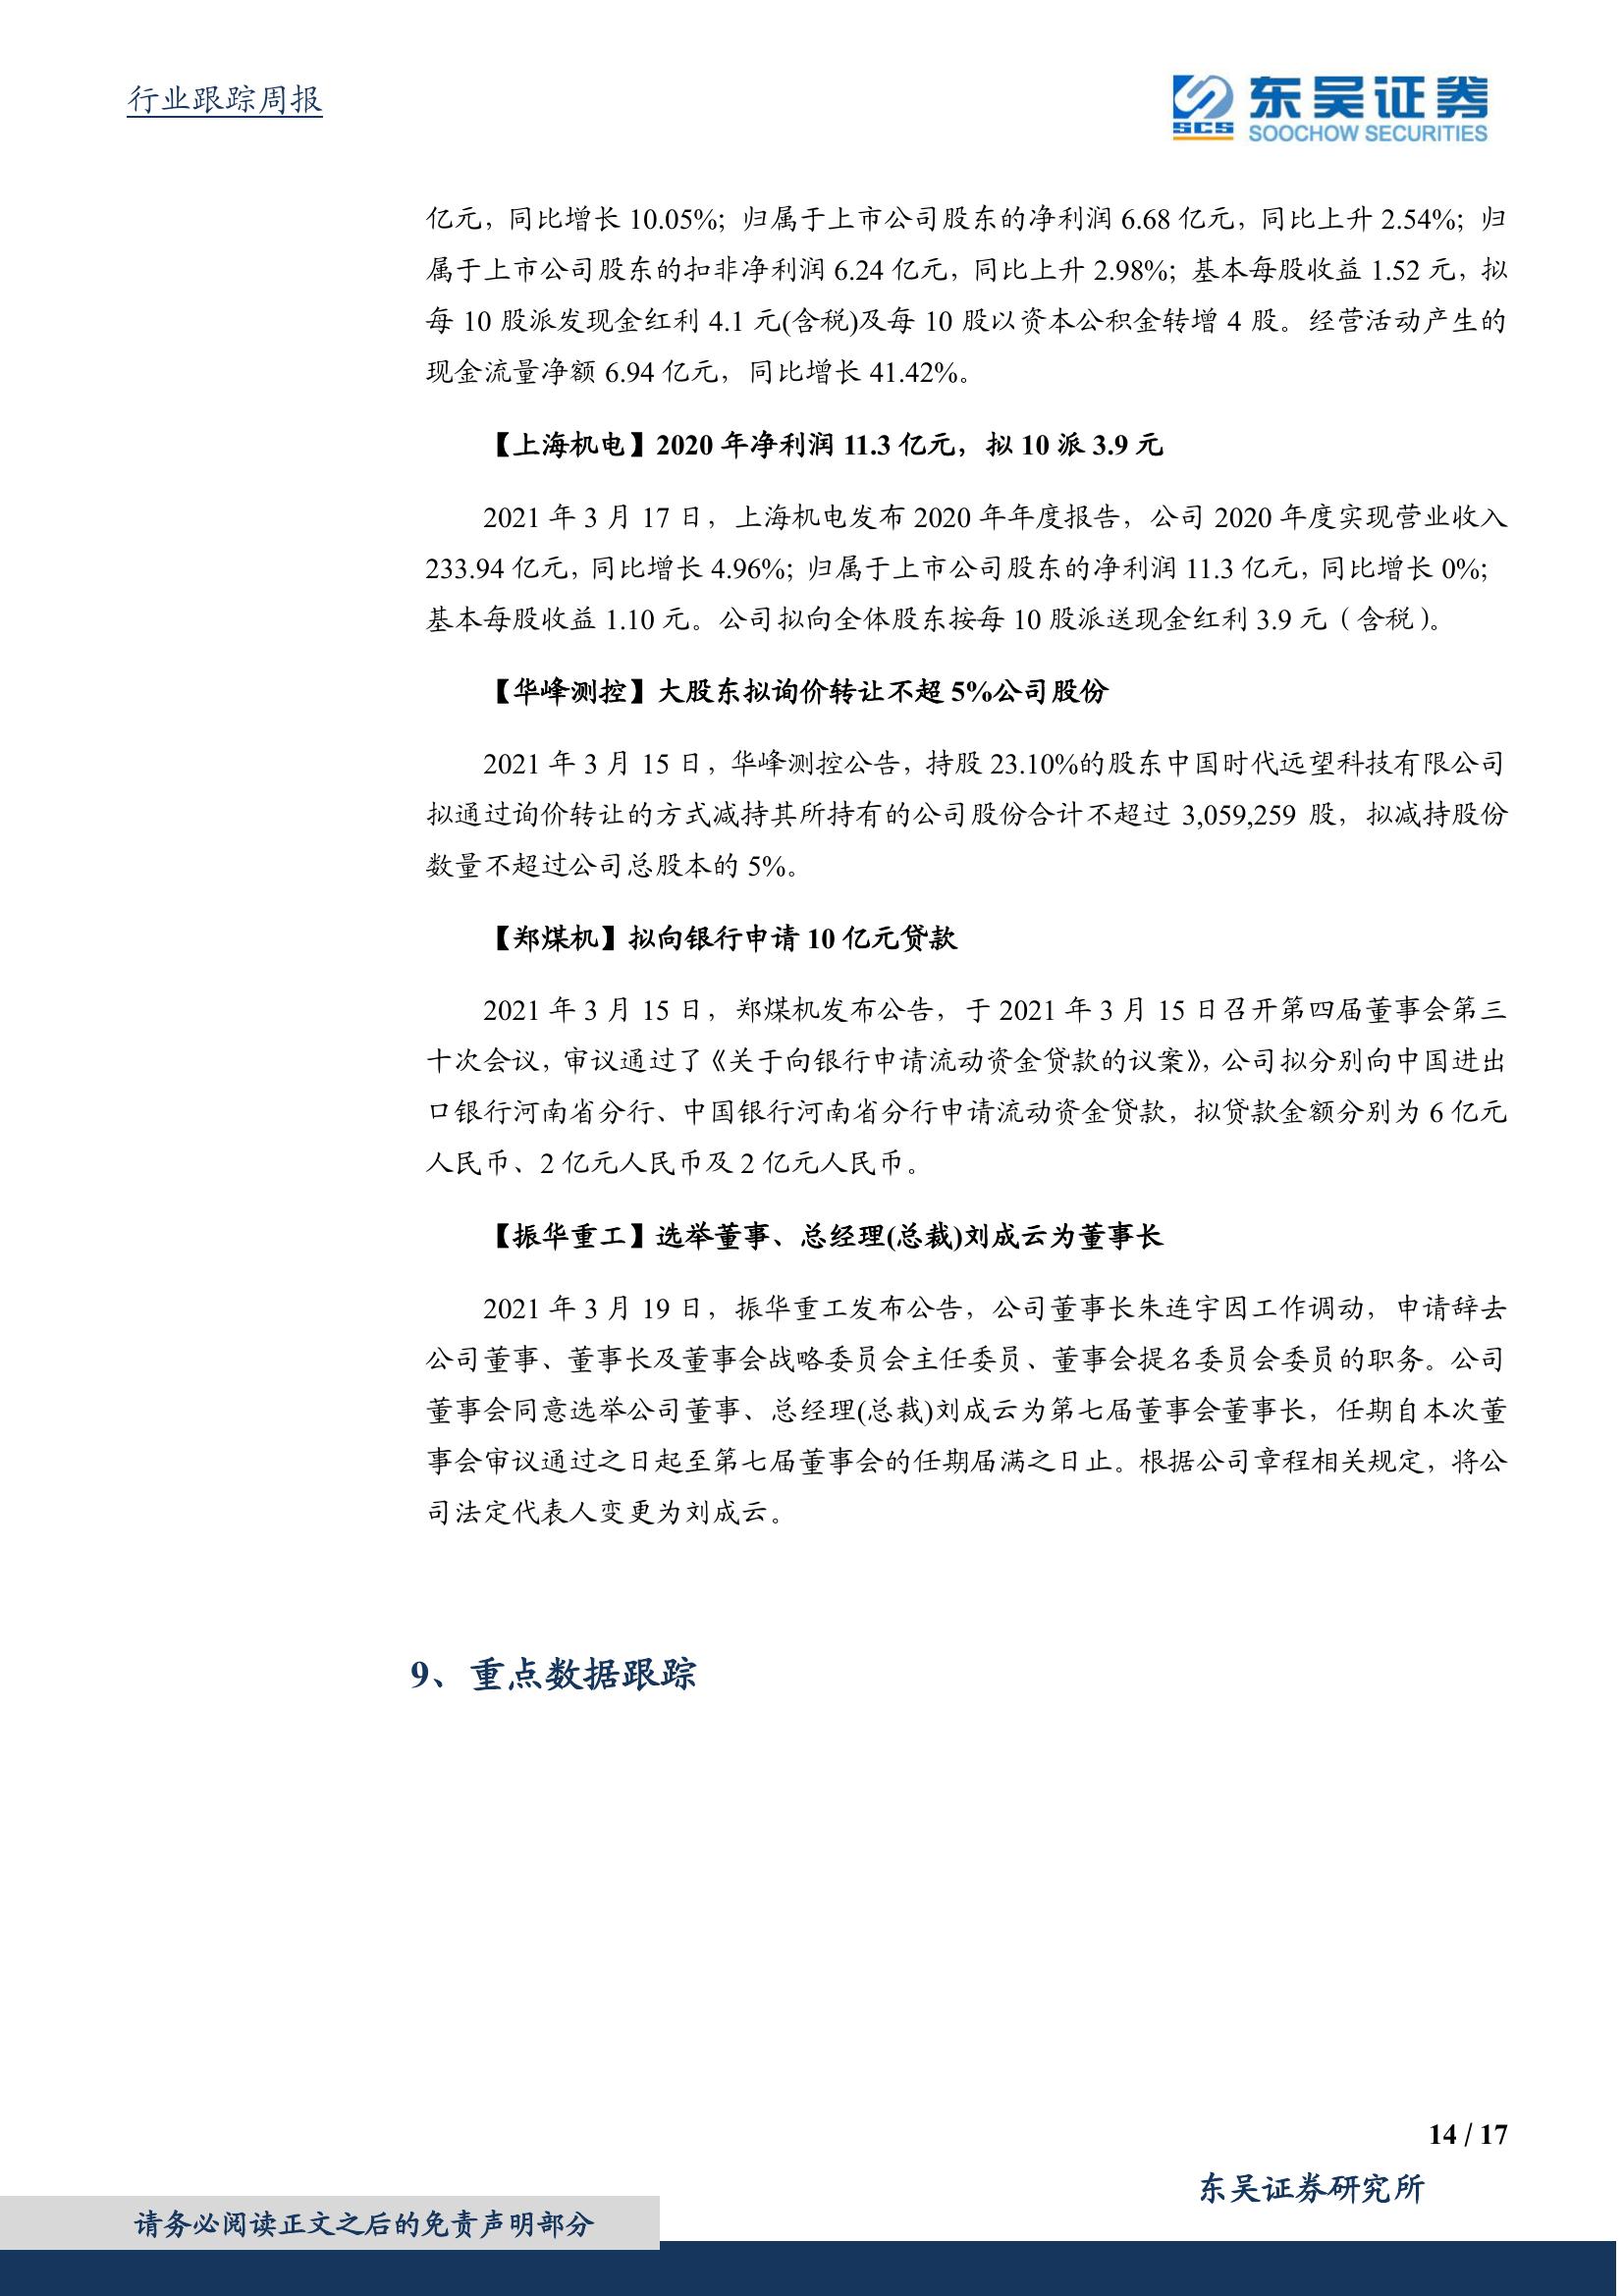 行业跟踪周报
SCS 东吴证券
SOOCHOW SECURITIES
亿元，同比增长 10.05%；归属于上市公司股东的净利润 6.68 亿元，同比上升 2.54%；归
属于上市公司股东的扣非净利润 6.24 亿元，同比上升 2.98%；基本每股收益 1.52 元，拟
每 10 股派发现金红利 4.1 元(含税)及每 10 股以资本公积金转增 4 股。经营活动产生的
现金流量净额 6.94 亿元，同比增长 41.42%。
【上海机电】2020 年净利润 11.3 亿元，拟 10 派 3.9 元
2021 年 3 月 17 日，上海机电发布 2020 年年度报告，公司 2020 年度实现营业收入
233.94 亿元，同比增长 4.96%；归属于上市公司股东的净利润 11.3 亿元，同比增长 0%；
基本每股收益 1.10 元。公司拟向全体股东按每 10 股派送现金红利 3.9 元（含税）。
【华峰测控】大股东拟询价转让不超 5%公司股份
2021 年 3 月 15 日，华峰测控公告，持股 23.10%的股东中国时代远望科技有限公司
拟通过询价转让的方式减持其所持有的公司股份合计不超过 3,059,259 股，拟减持股份
数量不超过公司总股本的 5%。
【郑煤机】拟向银行申请 10 亿元贷款
2021 年 3 月 15 日，郑煤机发布公告，于 2021 年 3 月 15 日召开第四届董事会第三
十次会议，审议通过了《关于向银行申请流动资金贷款的议案》，公司拟分别向中国进出
口银行河南省分行、中国银行河南省分行申请流动资金贷款，拟贷款金额分别为 6 亿元
人民币、2 亿元人民币及 2 亿元人民币。
【振华重工】选举董事、总经理(总裁)刘成云为董事长
2021 年 3 月 19 日，振华重工发布公告，公司董事长朱连宇因工作调动，申请辞去
公司董事、董事长及董事会战略委员会主任委员、董事会提名委员会委员的职务。公司
董事会同意选举公司董事、总经理(总裁)刘成云为第七届董事会董事长，任期自本次董
事会审议通过之日起至第七届董事会的任期届满之日止。根据公司章程相关规定，将公
司法定代表人变更为刘成云。
9、重点数据跟踪
14 / 17
东吴证券研究所
请务必阅读正文之后的免责声明部分